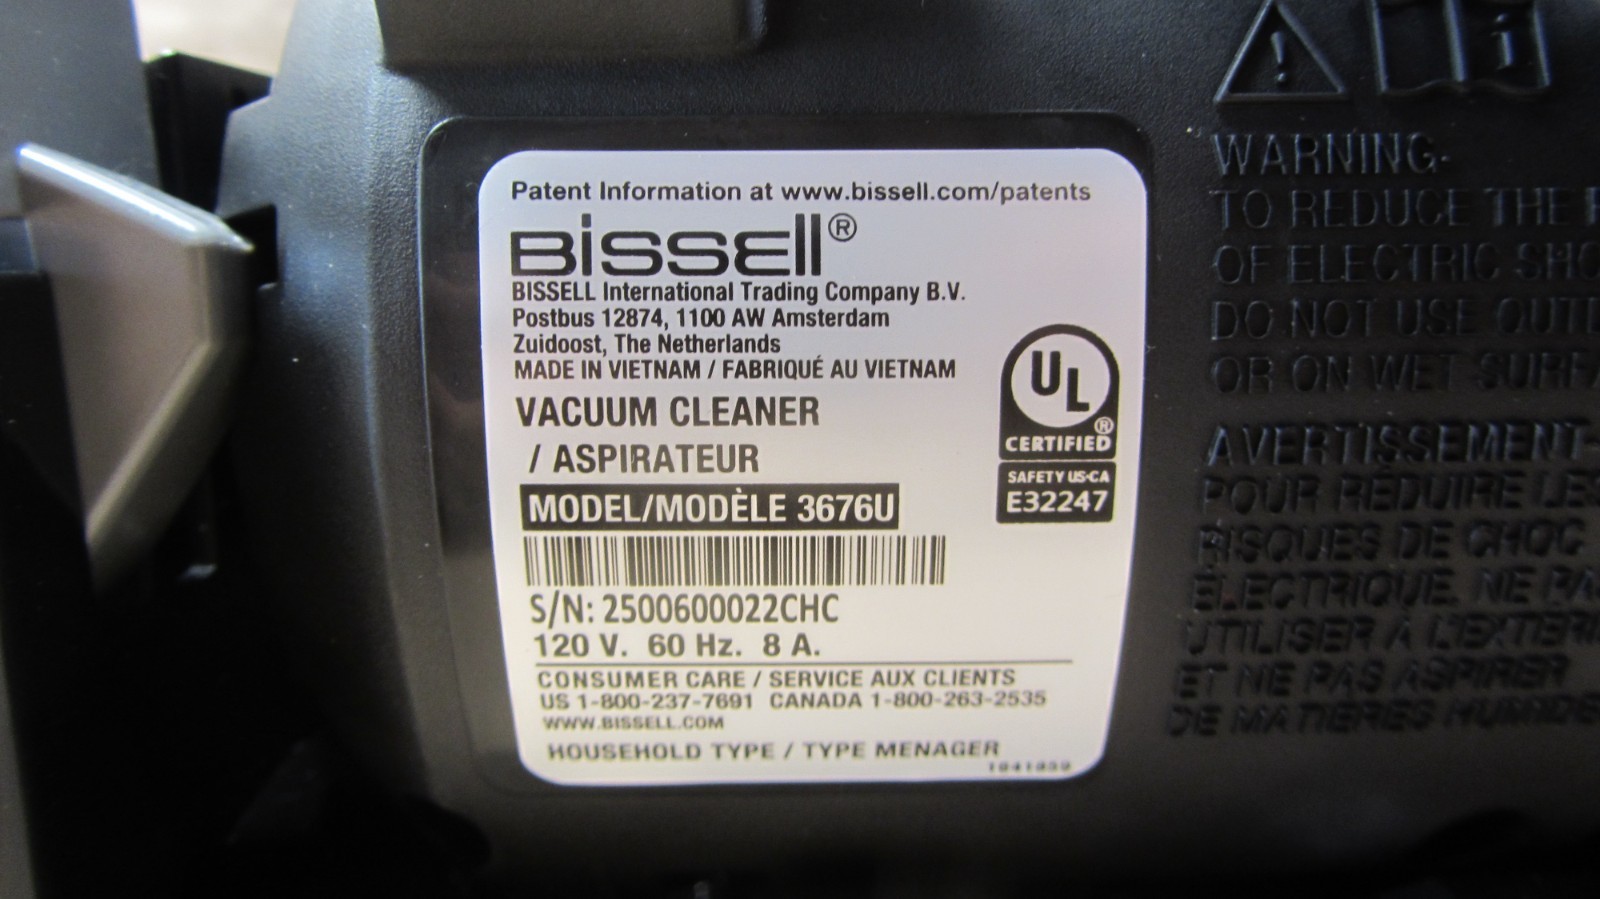 Patent Information at www.bissell.com/patents
BISSELL®
BISSELL International Trading Company B.V.
Postbus 12874, 1100 AW Amsterdam
Zuidoost, The Netherlands
MADE IN VIETNAM / FABRIQUÉ AU VIETNAM
VACUUM CLEANER
/ ASPIRATEUR
MODEL/MODÈLE 3676U
S/N: 2500600022CHC
120 V. 60 Hz. 8 A.
CONSUMER CARE / SERVICE AUX CLIENTS
US 1-800-237-7691 CANADA 1-800-263-2535
WWW.BISSELL.COM
HOUSEHOLD TYPE / TYPE MENAGER
UL
®
CERTIFIED
SAFETY US-CA
E32247
WARNING-
TO REDUCE THE
OF ELECTRIC
DO NOT USE
OR ON WET
AVERTISSEMENT-
POUR RÉDUIRE LES
RISQUES DE CHOC
ÉLECTRIQUE. NE
UTILISER À
ET NE PAS ASPIRER
DE MATIÈRES